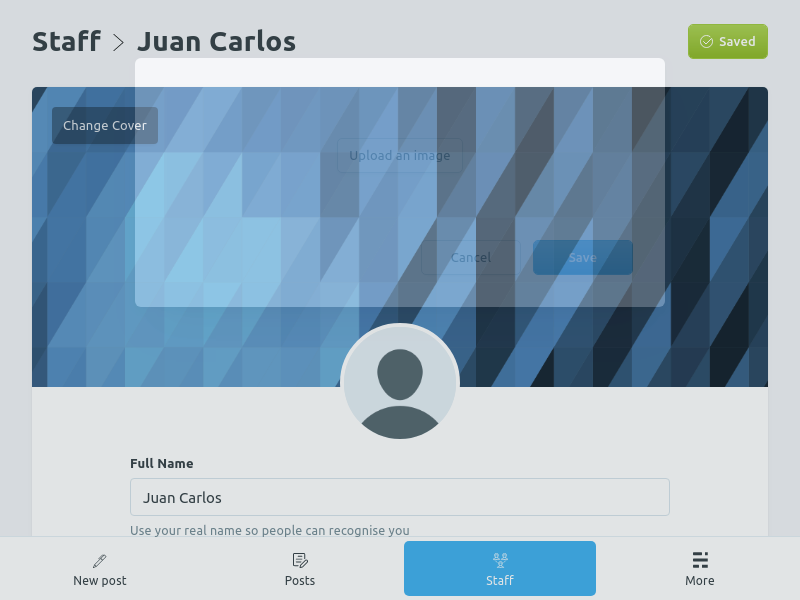 Staff > Juan Carlos
Saved
Change Cover
Upload an image
Cancel
Save
Full Name
Juan Carlos
Use your real name so people can recognise you
New post
Posts
Staff
More